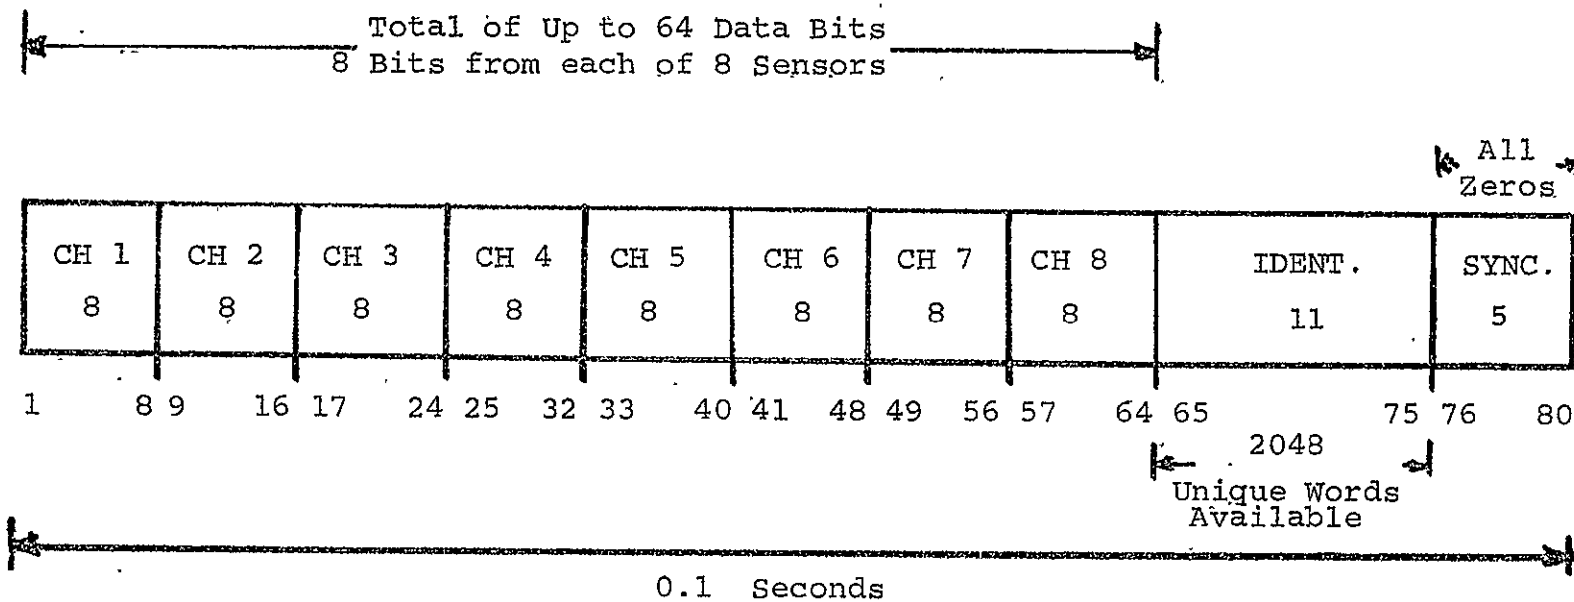 Total of Up to 64 Data Bits
8 Bits from each of 8 Sensors
All
Zeros
CH 1 CH 2 CH 3 CH 4 CH 5 CH 6 CH 7 CH 8 IDENT. SYNC.
8 8 8 8 8 8 8 8 11 5
1 8 9 16 17 24 25 32 33 40 41 48 49 56 57 64 65 75 76 80
2048
Unique Words
Available
0.1 Seconds